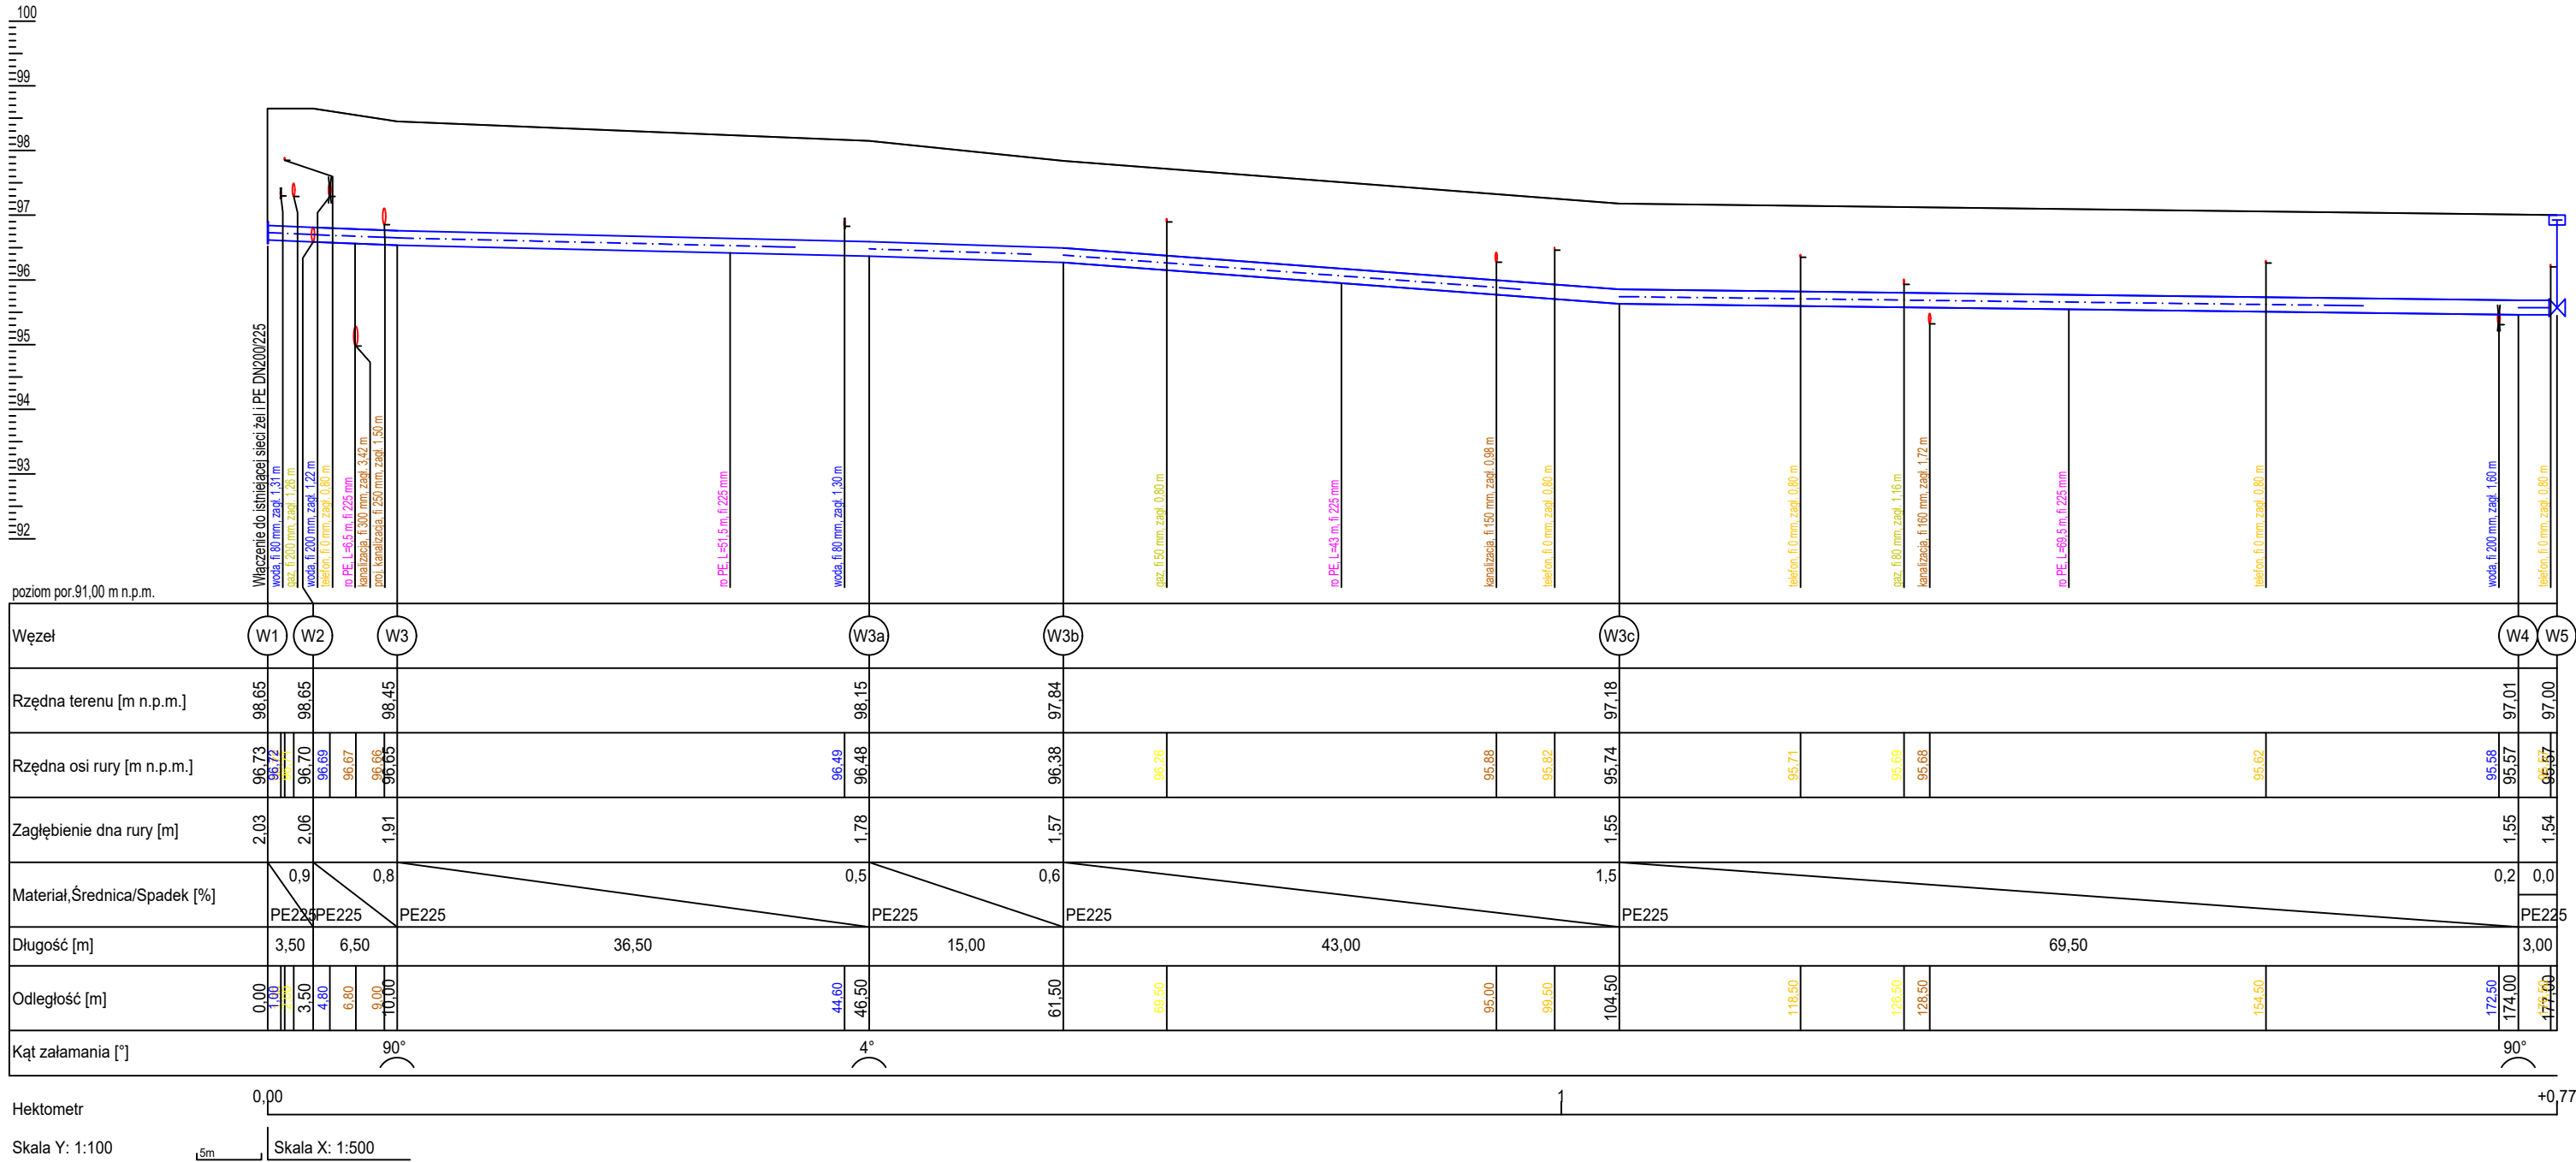 100
99
98
97
96
95
94
93
92
Włączenie do istniejącej sieci żel i PE DN200/225
woda, fi 80 mm, zagł. 1,31 m
gaz, fi 200 mm, zagł. 1,26 m
woda, fi 200 mm, zagł. 1,22 m
telefon, fi 0 mm, zagł. 0,80 m
ro PE, L=6,5 m, fi 225 mm
kanalizacja, fi 300 mm, zagł. 3,42 m
proj. kanalizacja, fi 250 mm, zagł. 1,50 m
ro PE, L=51,5 m, fi 225 mm
woda, fi 80 mm, zagł. 1,30 m
gaz, fi 50 mm, zagł. 0,80 m
ro PE, L=43 m, fi 225 mm
kanalizacja, fi 150 mm, zagł. 0,98 m
telefon, fi 0 mm, zagł. 0,80 m
telefon, fi 0 mm, zagł. 0,80 m
gaz, fi 80 mm, zagł. 1,16 m
kanalizacja, fi 160 mm, zagł. 1,72 m
ro PE, L=69,5 m, fi 225 mm
telefon, fi 0 mm, zagł. 0,80 m
woda, fi 200 mm, zagł. 1,60 m
telefon, fi 0 mm, zagł. 0,80 m
poziom por.91,00 m n.p.m.
Węzeł W1 W2 W3 W3a W3b W3c W4 W5
Rzędna terenu [m n.p.m.] 98,65 98,65 98,45 98,15 97,84 97,18 97,01 97,00
Rzędna osi rury [m n.p.m.] 96,73 96,72 96,70 96,69 96,67 96,66 96,65 96,49 96,48 96,38 96,26 95,88 95,82 95,74 95,71 95,69 95,68 95,62 95,58 95,57 95,57
Zagłębienie dna rury [m] 2,03 2,06 1,91 1,78 1,57 1,55 1,55 1,54
Materiał,Średnica/Spadek [%] 0,9 0,8 0,5 0,6 1,5 0,2 0,0
PE225 PE225 PE225 PE225 PE225 PE225 PE225
Długość [m] 3,50 6,50 36,50 15,00 43,00 69,50 3,00
Odległość [m] 0,00 1,00 3,50 4,80 6,80 9,00 10,00 44,60 46,50 61,50 69,50 95,00 99,50 104,50 118,50 126,50 128,50 154,50 172,50 174,00 177,00
Kąt załamania [°] 90° 4° 90°
Hektometr 0,00 1 +0,77
Skala Y: 1:100 5m Skala X: 1:500